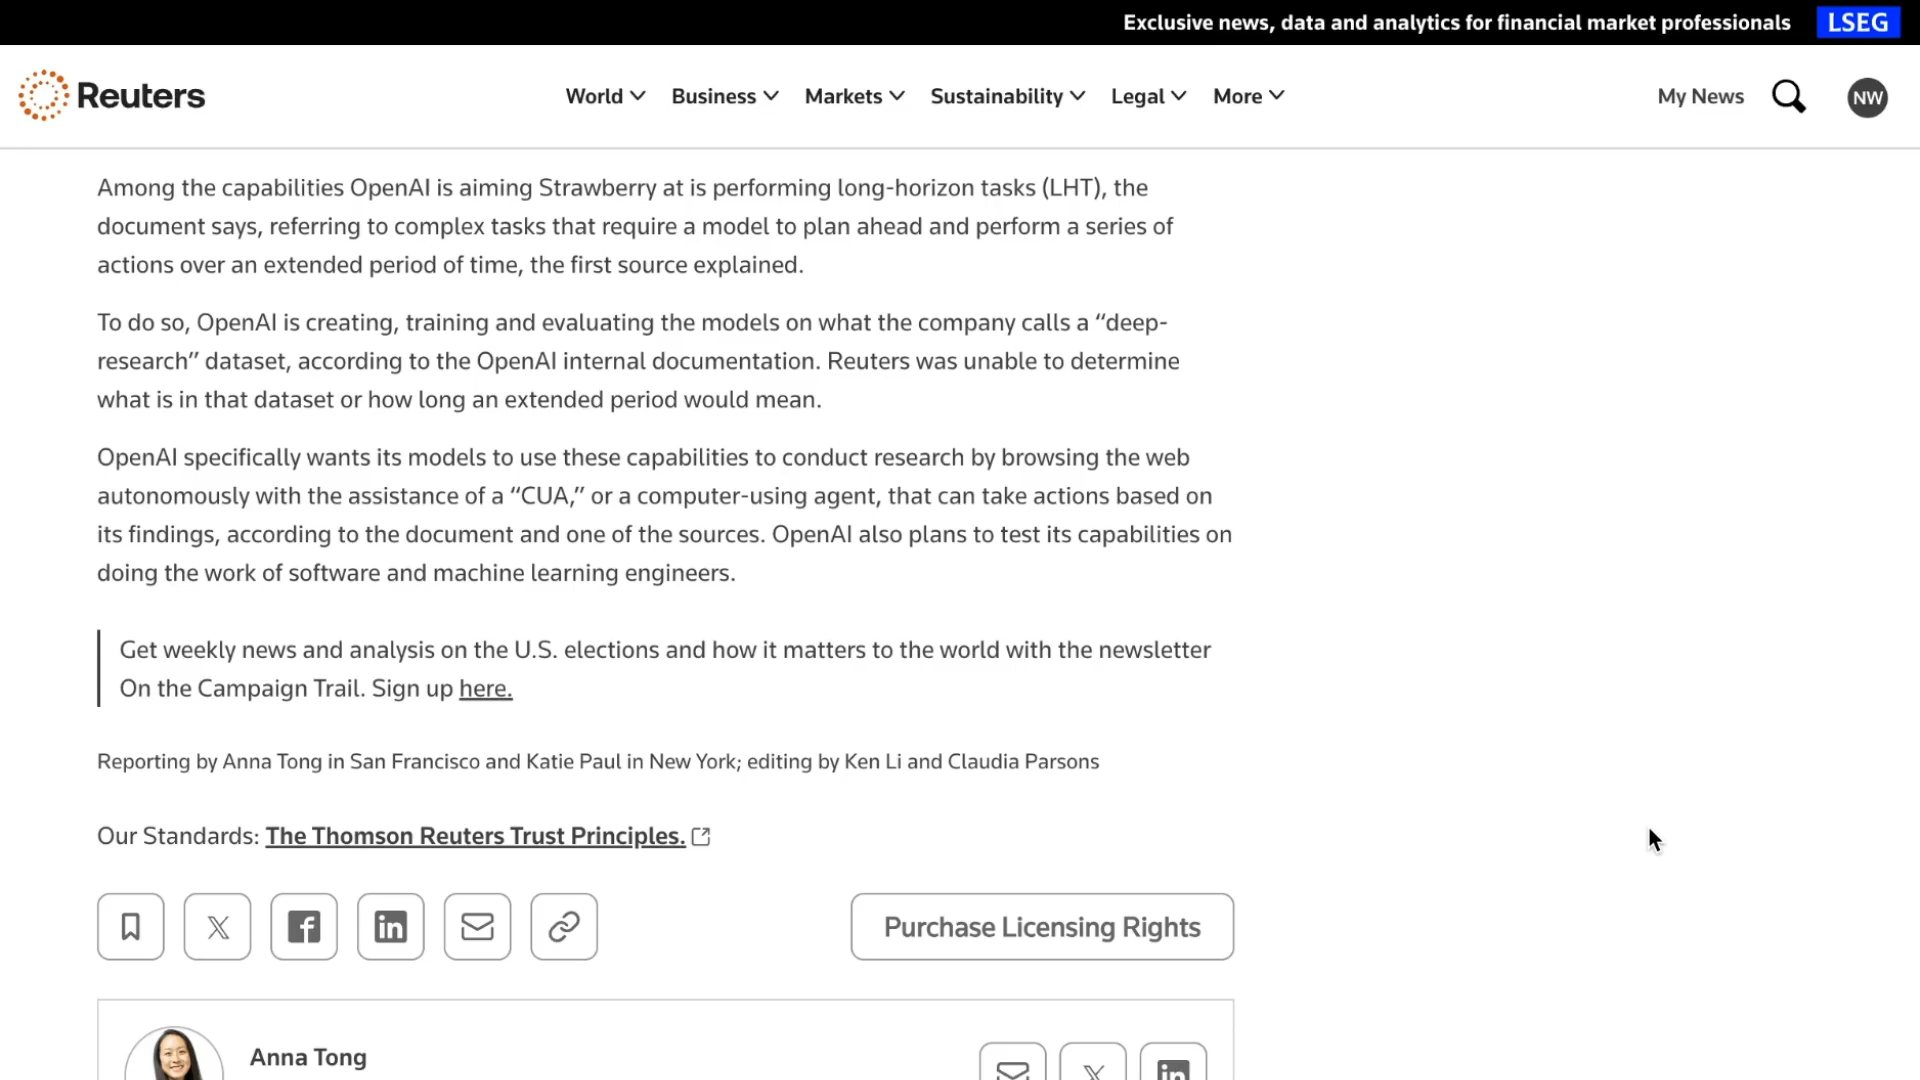 Exclusive news, data and analytics for financial market professionals LSEG
Reuters World Business Markets Sustainability Legal More My News NW
Among the capabilities OpenAI is aiming Strawberry at is performing long-horizon tasks (LHT), the
document says, referring to complex tasks that require a model to plan ahead and perform a series of
actions over an extended period of time, the first source explained.
To do so, OpenAI is creating, training and evaluating the models on what the company calls a “deep-
research” dataset, according to the OpenAI internal documentation. Reuters was unable to determine
what is in that dataset or how long an extended period would mean.
OpenAI specifically wants its models to use these capabilities to conduct research by browsing the web
autonomously with the assistance of a “CUA,” or a computer-using agent, that can take actions based on
its findings, according to the document and one of the sources. OpenAI also plans to test its capabilities on
doing the work of software and machine learning engineers.
Get weekly news and analysis on the U.S. elections and how it matters to the world with the newsletter
On the Campaign Trail. Sign up here.
Reporting by Anna Tong in San Francisco and Katie Paul in New York; editing by Ken Li and Claudia Parsons
Our Standards: The Thomson Reuters Trust Principles.
Purchase Licensing Rights
Anna Tong